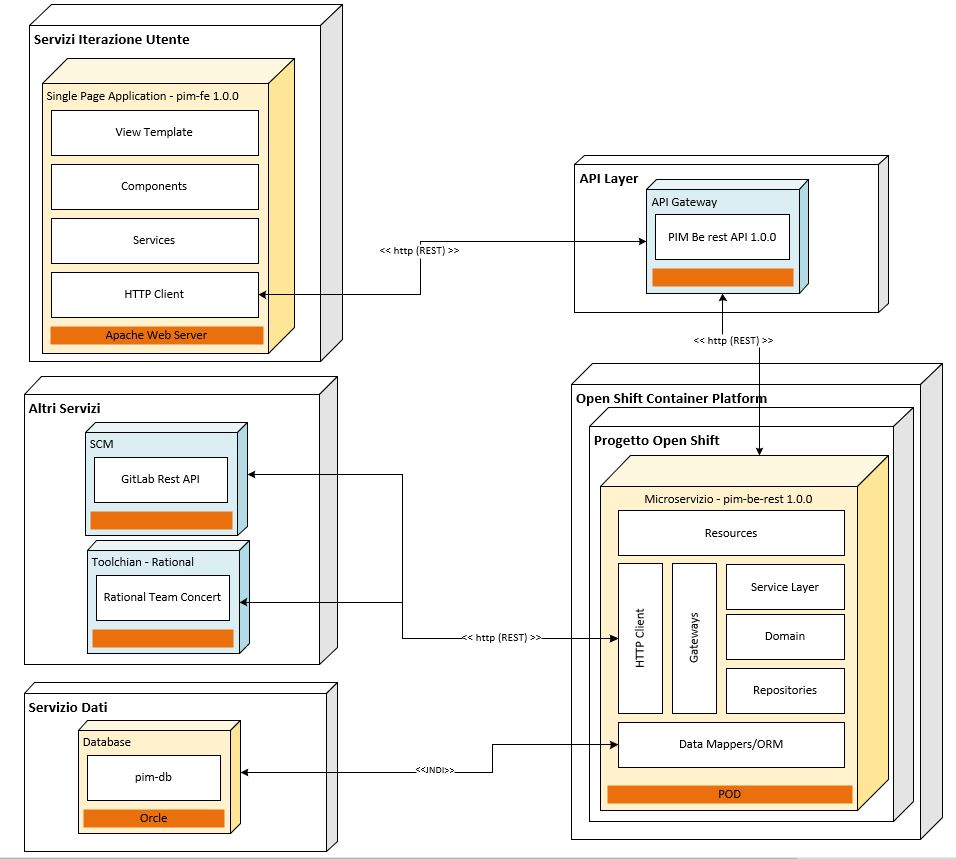 Servizi Iterazione Utente
Single Page Application - pim-fe 1.0.0
View Template
Components
Services
HTTP Client
Apache Web Server
<< http (REST) >>
API Layer
API Gateway
PIM Be rest API 1.0.0
<< http (REST) >>
Altri Servizi
SCM
GitLab Rest API
Toolchian - Rational
Rational Team Concert
<< http (REST) >>
Servizio Dati
Database
pim-db
Orcle
<<JNDI>>
Open Shift Container Platform
Progetto Open Shift
Microservizio - pim-be-rest 1.0.0
Resources
HTTP Client
Gateways
Service Layer
Domain
Repositories
Data Mappers/ORM
POD